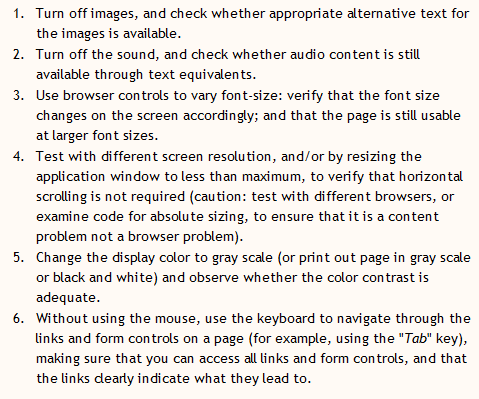 1. Turn off images, and check whether appropriate alternative text for
the images is available.
2. Turn off the sound, and check whether audio content is still
available through text equivalents.
3. Use browser controls to vary font-size: verify that the font size
changes on the screen accordingly; and that the page is still usable
at larger font sizes.
4. Test with different screen resolution, and/or by resizing the
application window to less than maximum, to verify that horizontal
scrolling is not required (caution: test with different browsers, or
examine code for absolute sizing, to ensure that it is a content
problem not a browser problem).
5. Change the display color to gray scale (or print out page in gray scale
or black and white) and observe whether the color contrast is
adequate.
6. Without using the mouse, use the keyboard to navigate through the
links and form controls on a page (for example, using the "Tab" key),
making sure that you can access all links and form controls, and that
the links clearly indicate what they lead to.